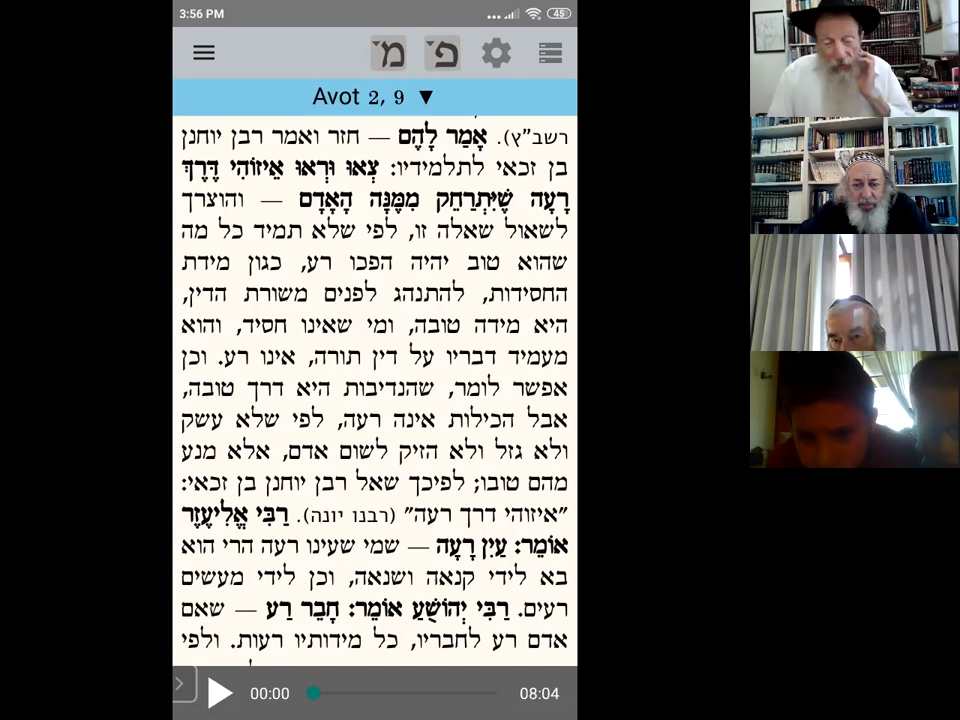 3:56 PM
45
מ׳
פ׳
Avot 2, 9 ▼
רשב״ץ). אָמַר לָהֶם — חזר ואמר רבן יוחנן
בן זכאי לתלמידיו: צְאוּ וּרְאוּ אֵיזוֹהִי דֶּרֶךְ
רָעָה שֶׁיִּתְרַחֵק מִמֶּנָּה הָאָדָם — והוצרך
לשאול שאלה זו, לפי שלא תמיד כל מה
שהוא טוב יהיה הפכו רע, כגון מידת
החסידות, להתנהג לפנים משורת הדין,
היא מידה טובה, ומי שאינו חסיד, והוא
מעמיד דבריו על דין תורה, אינו רע. וכן
אפשר לומר, שהנדיבות היא דרך טובה,
אבל הכילות אינה רעה, לפי שלא עשק
ולא גזל ולא הזיק לשום אדם, אלא מנע
מהם טובו; לפיכך שאל רבן יוחנן בן זכאי:
״איזוהי דרך רעה״ (רבנו יונה). רַבִּי אֱלִיעֶזֶר
אוֹמֵר: עַיִן רָעָה — שמי שעינו רעה הרי הוא
בא לידי קנאה ושנאה, וכן לידי מעשים
רעים. רַבִּי יְהוֹשֻׁעַ אוֹמֵר: חָבֵר רַע — שאם
אדם רע לחבריו, כל מידותיו רעות. ולפי
00:00
08:04